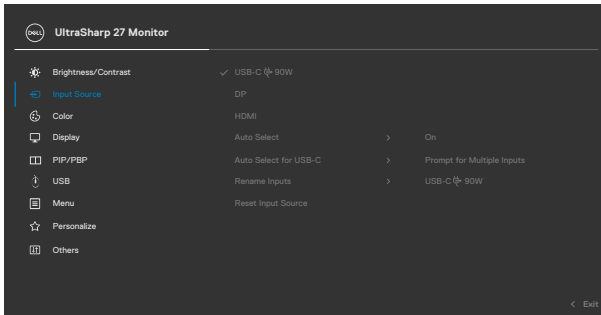 DELL UltraSharp 27 Monitor
Brightness/Contrast USB-C 90W
Input Source DP
Color HDMI
Display Auto Select > On
PIP/PBP Auto Select for USB-C > Prompt for Multiple Inputs
USB Rename Inputs > USB-C 90W
Menu Reset Input Source
Personalize
Others
< Exit